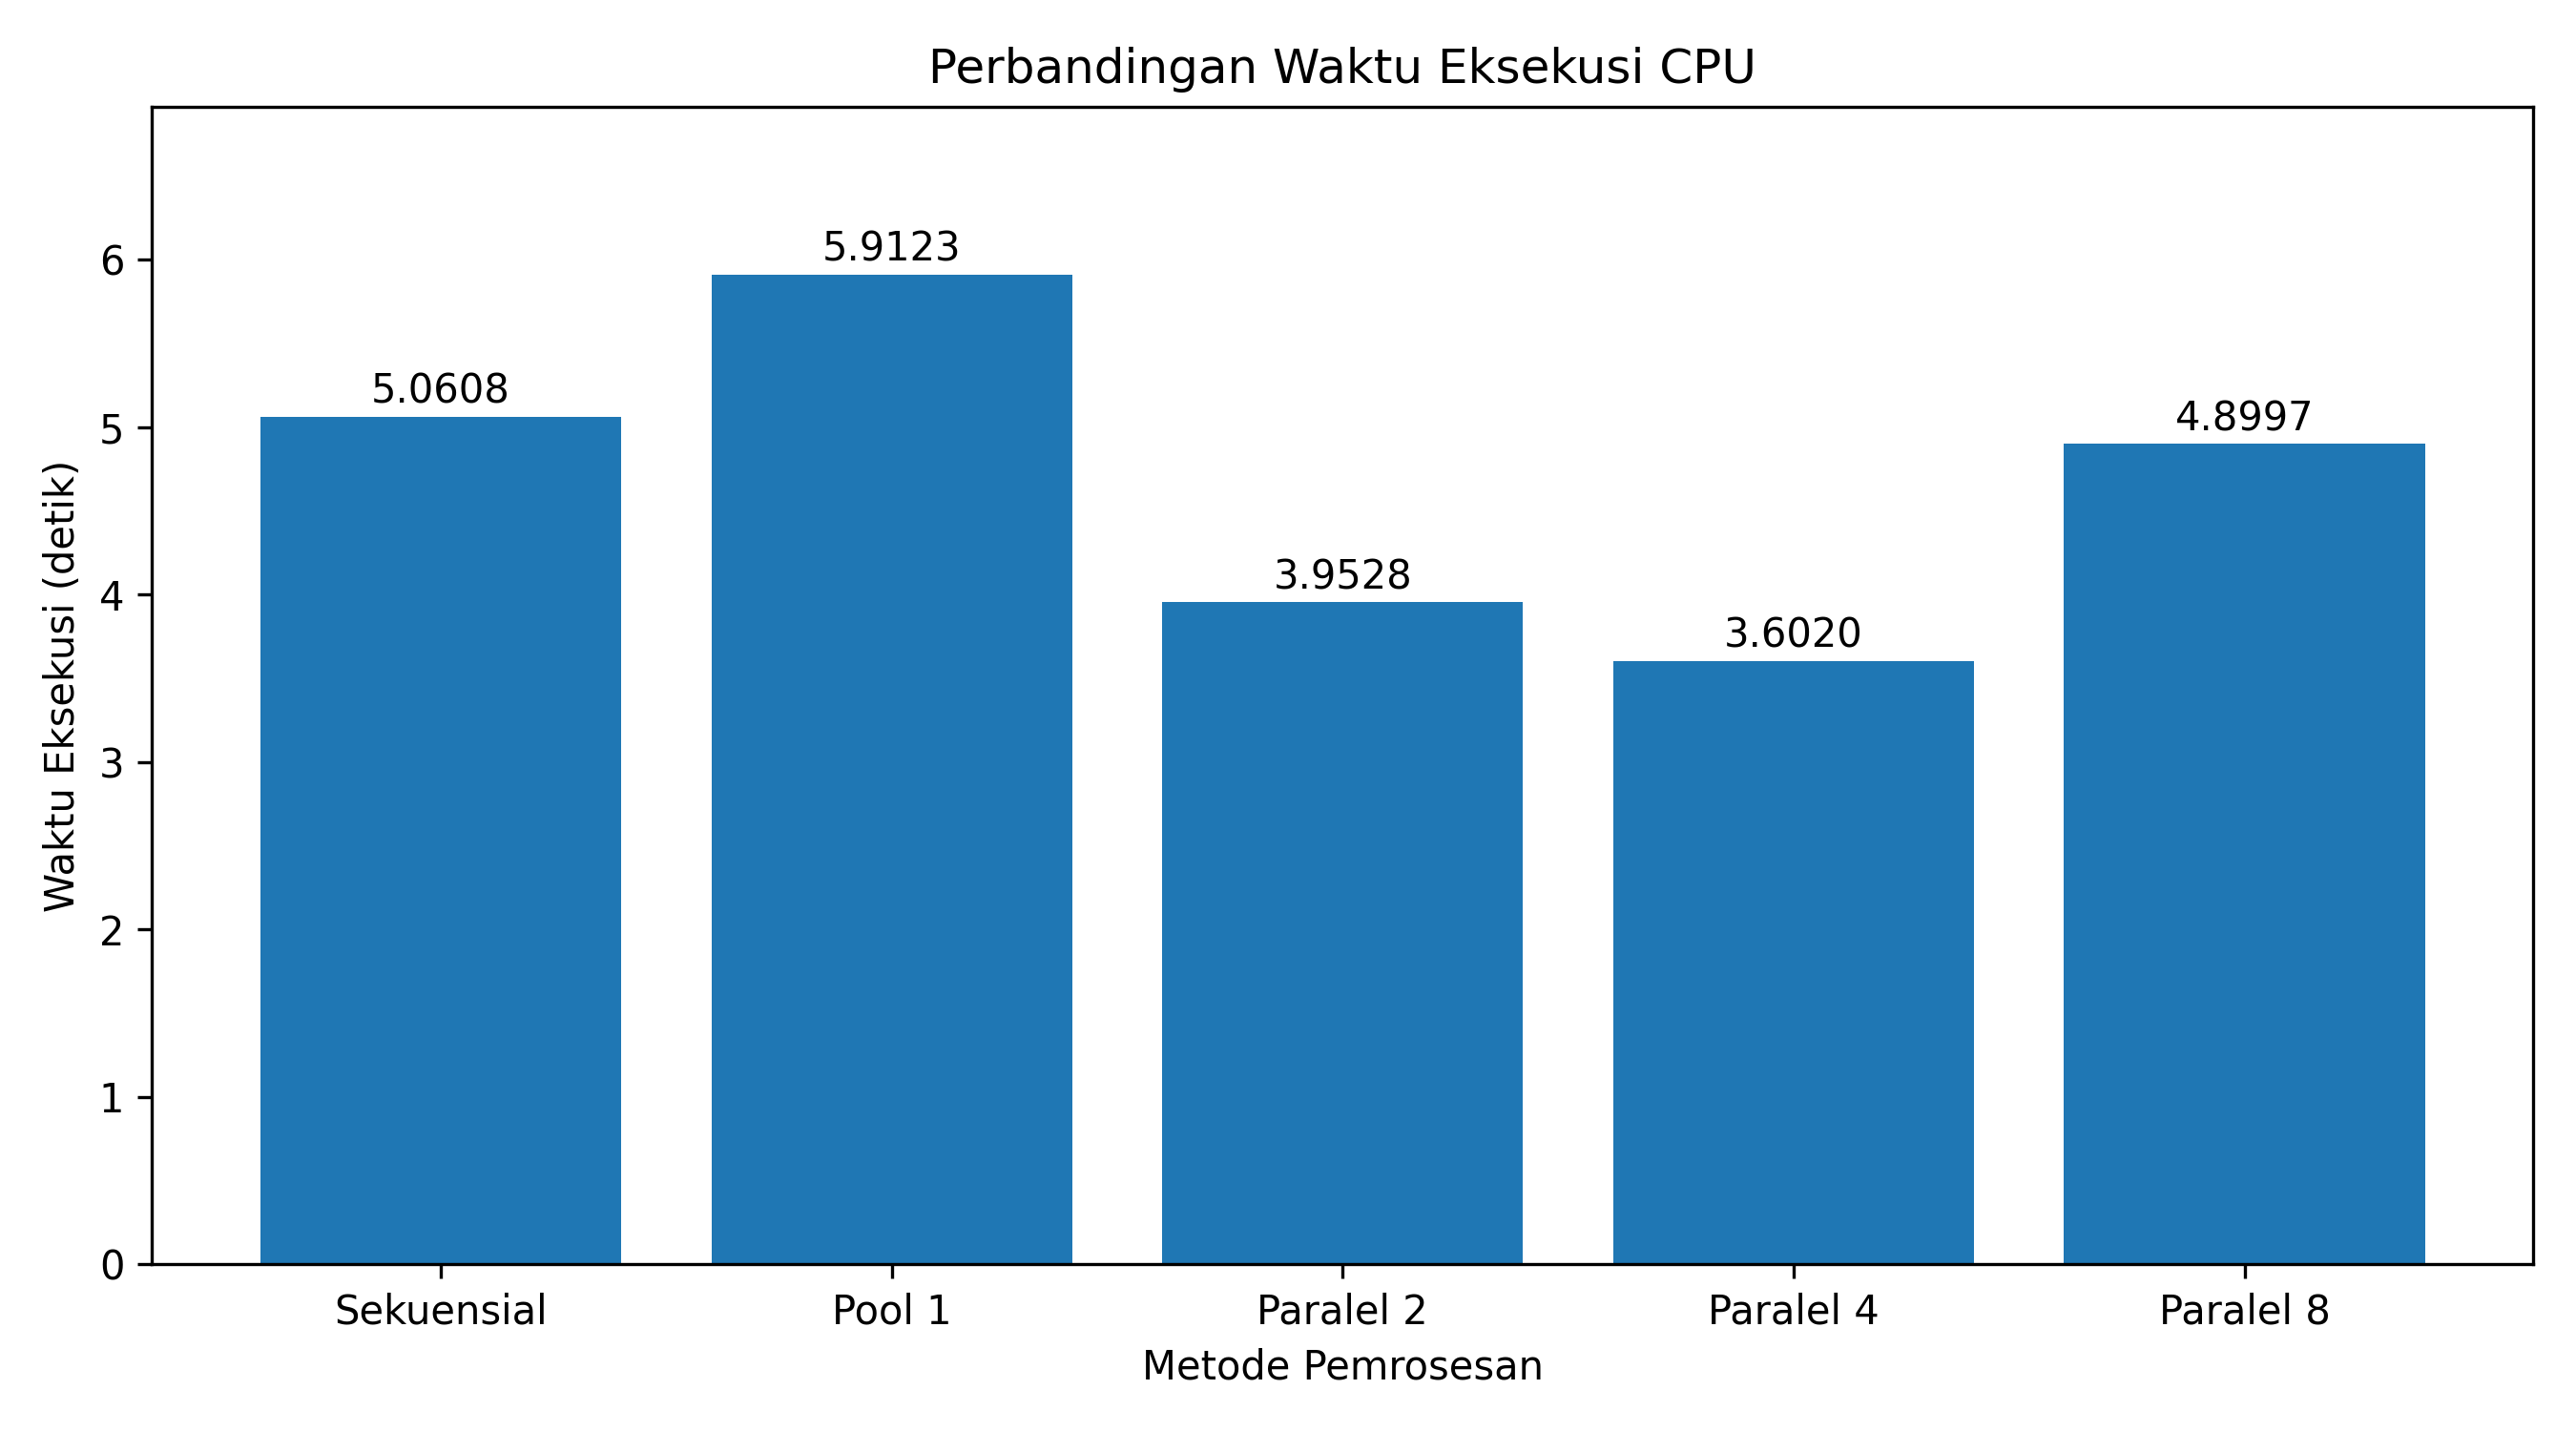 Perbandingan Waktu Eksekusi CPU
Waktu Eksekusi (detik)
6
5
4
3
2
1
0
5.0608
5.9123
3.9528
3.6020
4.8997
Sekuensial
Pool 1
Paralel 2
Paralel 4
Paralel 8
Metode Pemrosesan